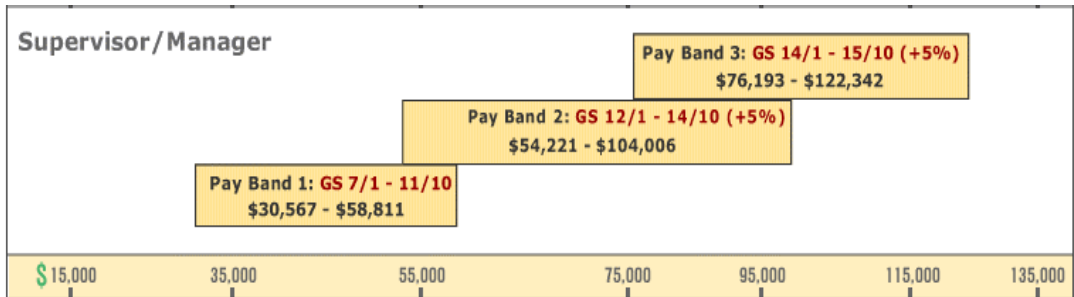 Supervisor/Manager
Pay Band 3: GS 14/1 - 15/10 (+5%)
$76,193 - $122,342
Pay Band 2: GS 12/1 - 14/10 (+5%)
$54,221 - $104,006
Pay Band 1: GS 7/1 - 11/10
$30,567 - $58,811
$ 15,000 35,000 55,000 75,000 95,000 115,000 135,000